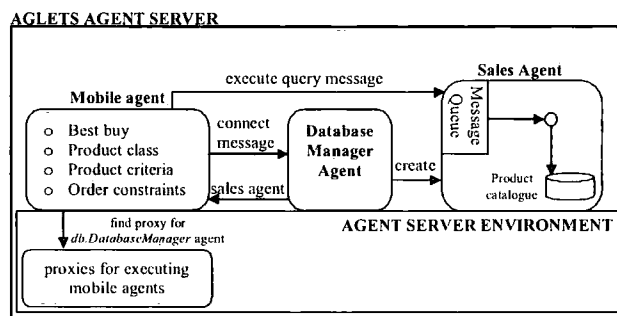 AGLETS AGENT SERVER
execute query message
Sales Agent
Mobile agent
Message
Queue
Best buy
Product class
Product criteria
Order constraints
connect
message
Database
Manager
Agent
create
sales agent
Product
catalogue
find proxy for
db.DatabaseManager agent
AGENT SERVER ENVIRONMENT
proxies for executing
mobile agents